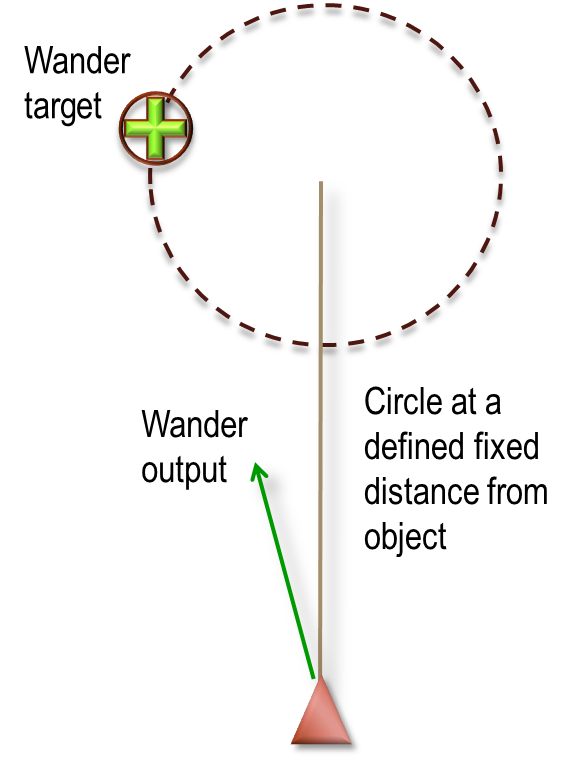 Wander
target
Wander
output
Circle at a
defined fixed
distance from
object